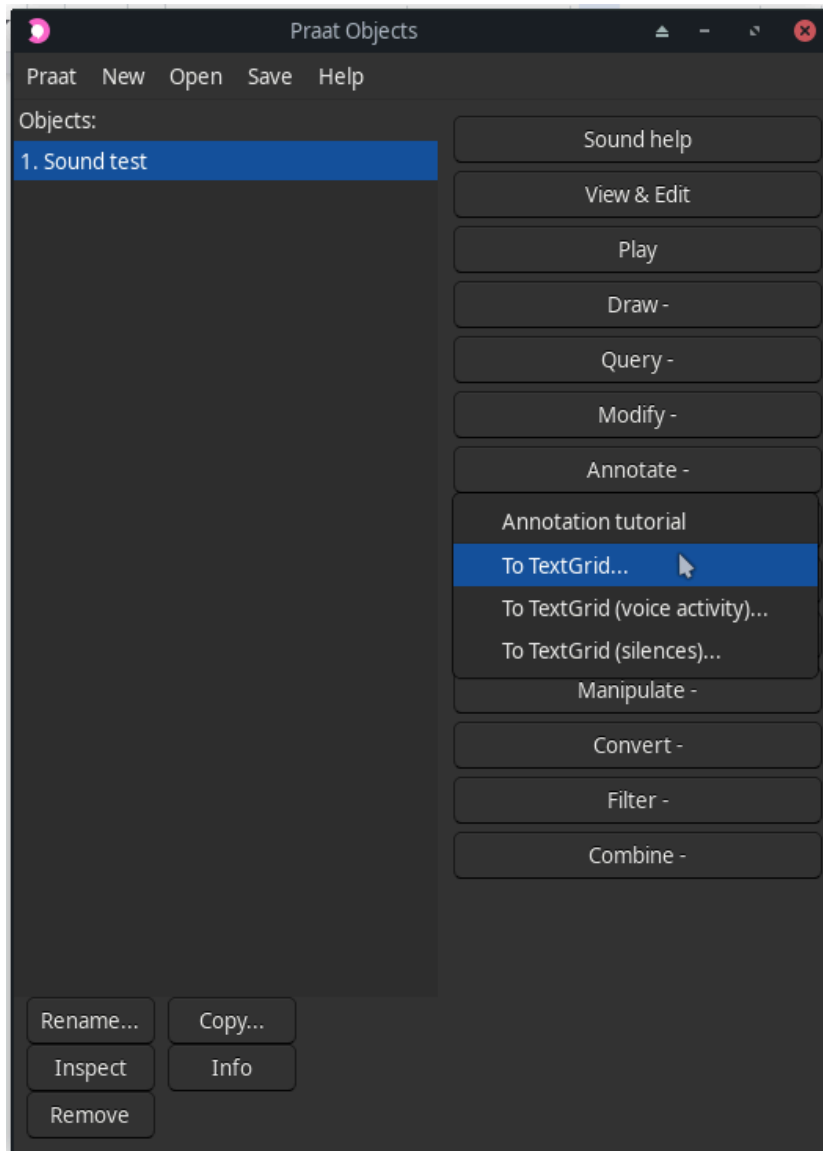 Praat Objects
Praat New Open Save Help
Objects:
1. Sound test
Sound help
View & Edit
Play
Draw -
Query -
Modify -
Annotate -
Annotation tutorial
To TextGrid...
To TextGrid (voice activity)...
To TextGrid (silences)...
Manipulate -
Convert -
Filter -
Combine -
Rename... Copy...
Inspect Info
Remove